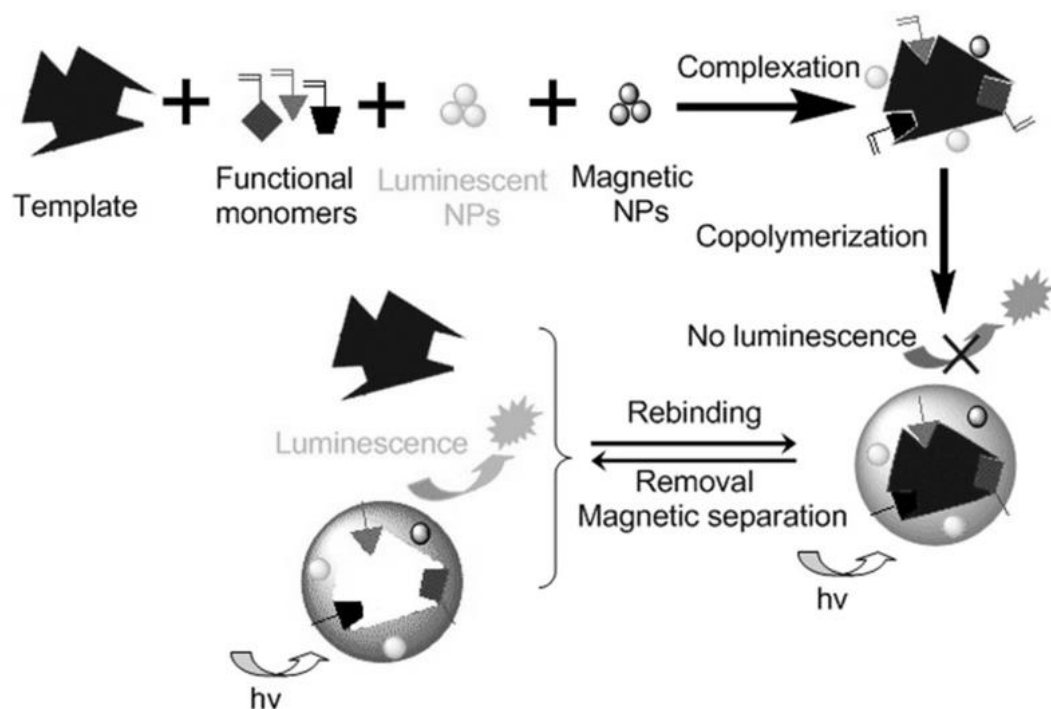 Complexation
Template
Functional
monomers
Luminescent
NPs
Magnetic
NPs
Copolymerization
No luminescence
Luminescence
Rebinding
Removal
Magnetic separation
hv
hv